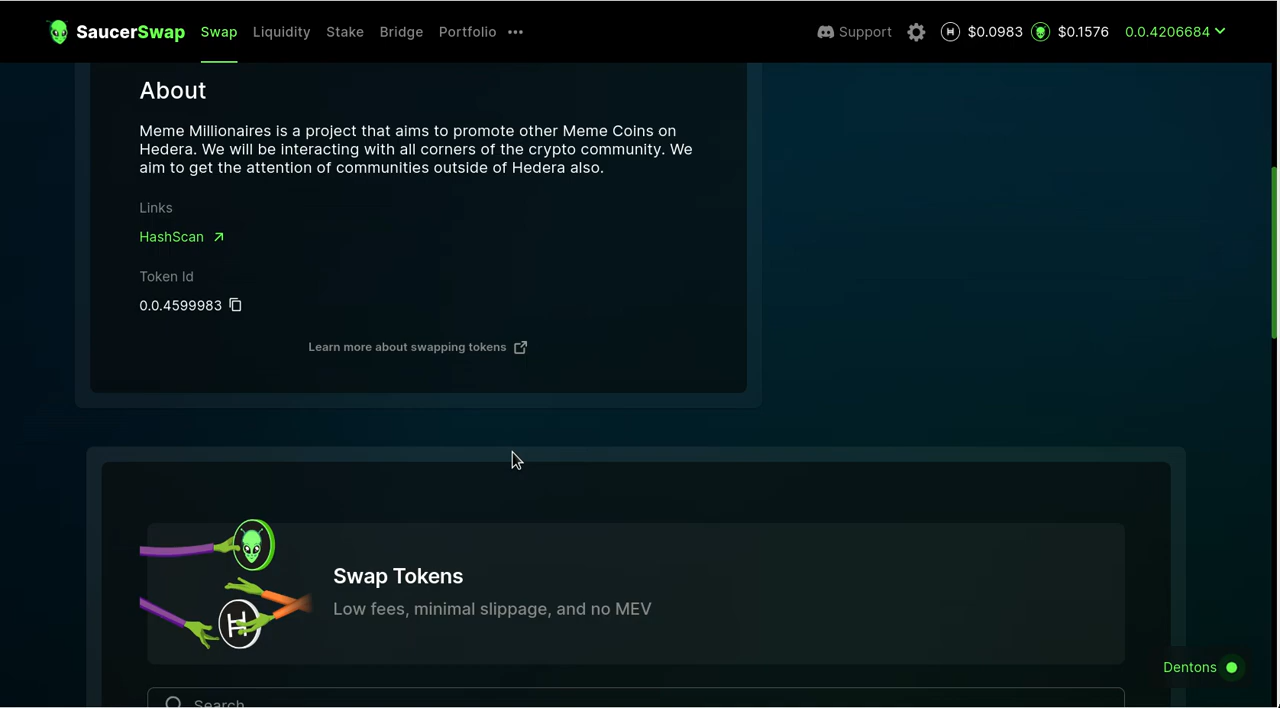 SaucerSwap Swap Liquidity Stake Bridge Portfolio ••• Support $0.0983 $0.1576 0.0.4206684
About
Meme Millionaires is a project that aims to promote other Meme Coins on
Hedera. We will be interacting with all corners of the crypto community. We
aim to get the attention of communities outside of Hedera also.
Links
HashScan
Token Id
0.0.4599983
Learn more about swapping tokens
Swap Tokens
Low fees, minimal slippage, and no MEV
Dentons
Search